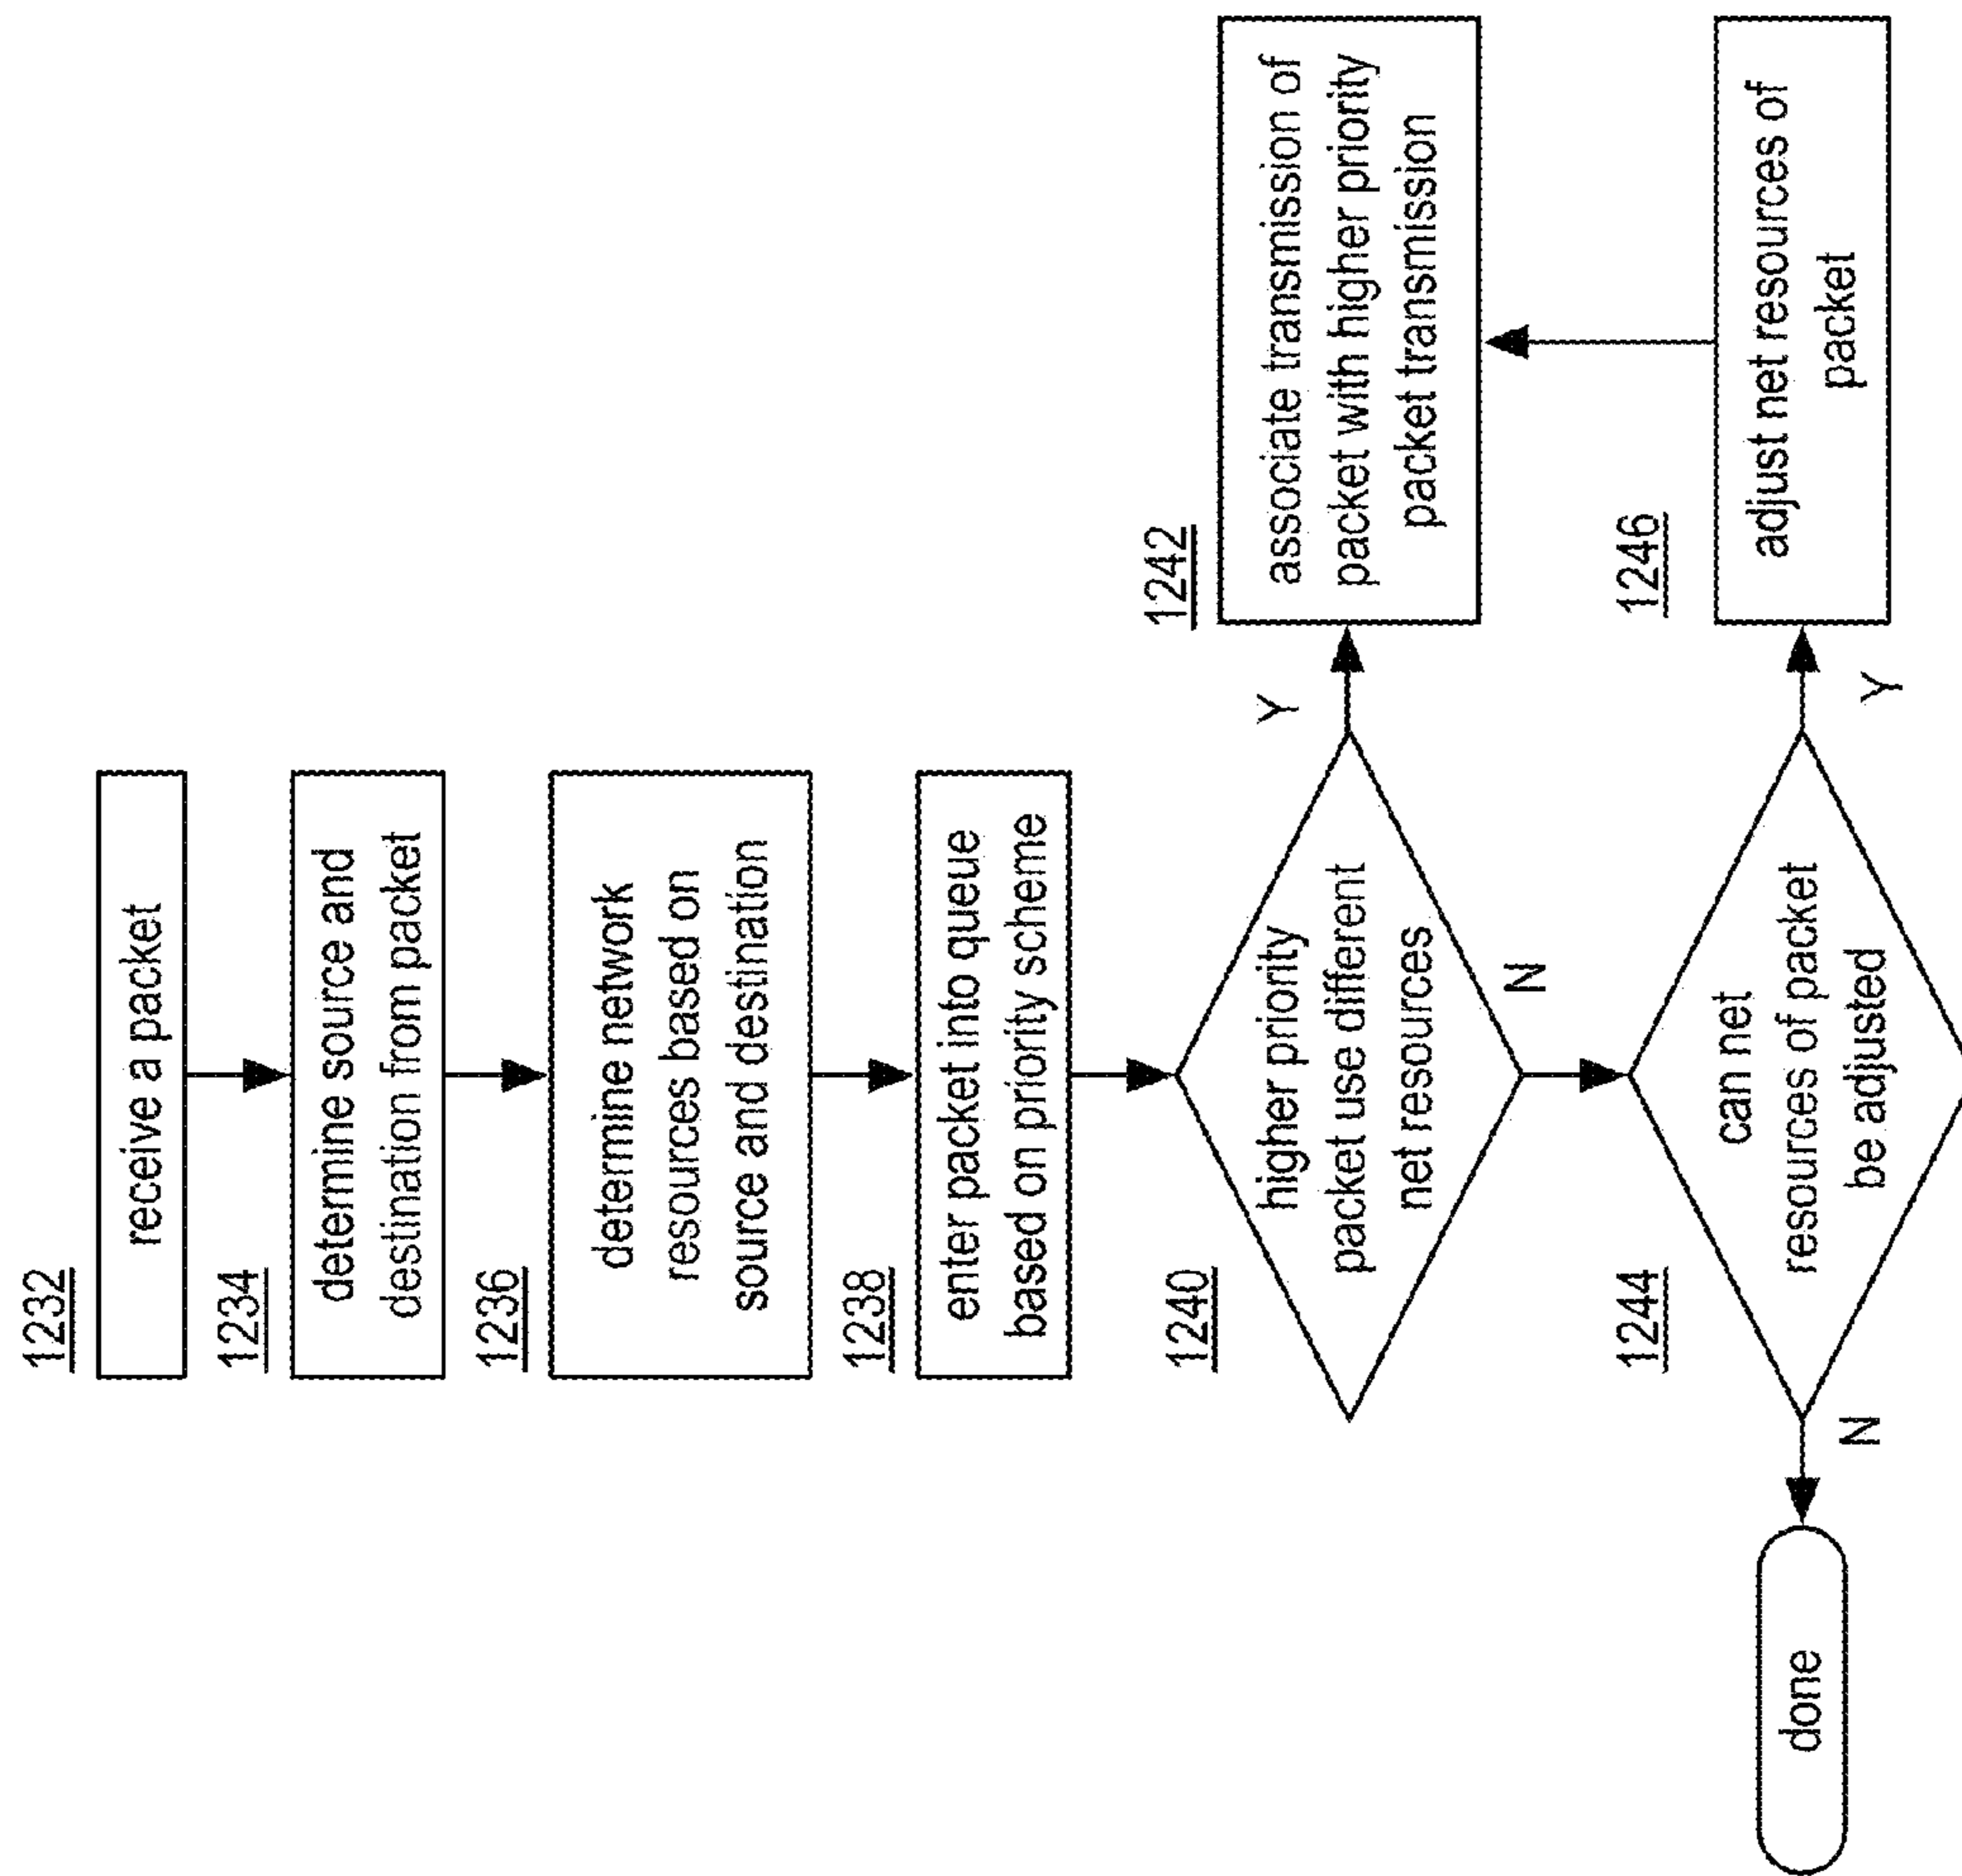 1232
receive a packet
1234
determine source and
destination from packet
1236
determine network
resources based on
source and destination
1238
enter packet into queue
based on priority scheme
1240
higher priority
packet use different
net resources
Y
N
1242
associate transmission of
packet with higher priority
packet transmission
1244
can net
resources of packet
be adjusted
Y
N
1246
adjust net resources of
packet
done